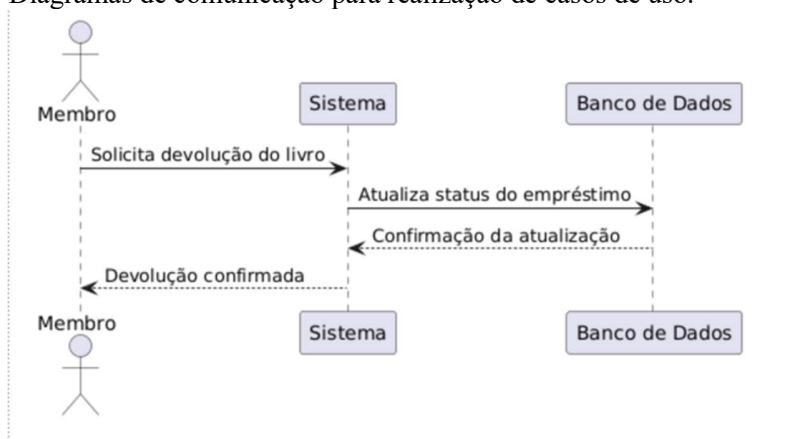 Diagramas de comunicação para realização de casos de uso.
Membro
Sistema
Banco de Dados
Solicita devolução do livro
Atualiza status do empréstimo
Confirmação da atualização
Devolução confirmada
Membro
Sistema
Banco de Dados